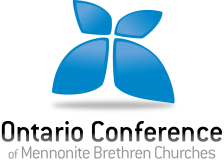 Ontario Conference
of Mennonite Brethren Churches